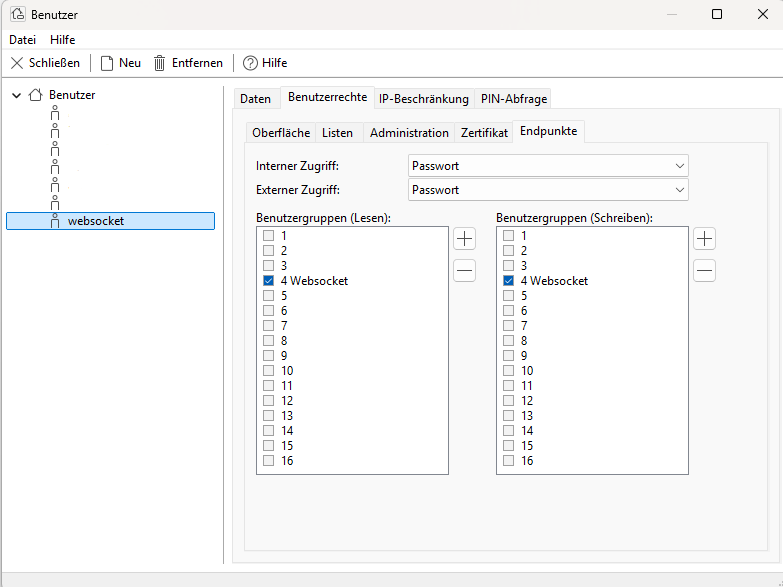 Benutzer
Datei Hilfe
Schließen Neu Entfernen Hilfe
Benutzer
websocket
Daten Benutzerrechte IP-Beschränkung PIN-Abfrage
Oberfläche Listen Administration Zertifikat Endpunkte
Interner Zugriff: Passwort
Externer Zugriff: Passwort
Benutzergruppen (Lesen): Benutzergruppen (Schreiben):
1 1
2 2
3 3
4 Websocket 4 Websocket
5 5
6 6
7 7
8 8
9 9
10 10
11 11
12 12
13 13
14 14
15 15
16 16